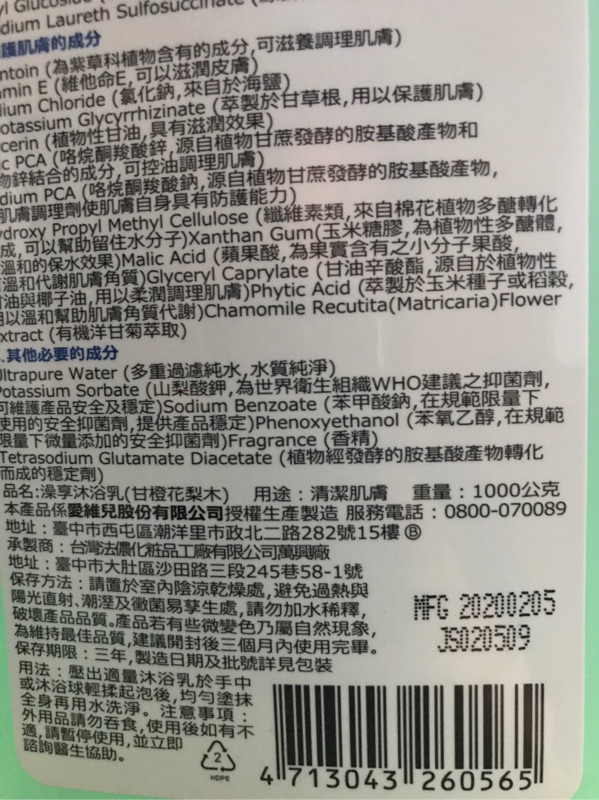 yl Glucoside
dium Laureth Sulfosuccinate
護肌膚的成分
ntoin (為紫草科植物含有的成分,可滋養調理肌膚)
amin E (維他命E,可以滋潤皮膚)
ium Chloride (氯化鈉,來自於海鹽)
otassium Glycyrrhizinate (萃製於甘草根,用以保護肌膚)
cerin (植物性甘油,具有滋潤效果)
c PCA (咯烷酮羧酸鋅,源自植物甘蔗發酵的胺基酸產物和
物鋅結合的成分,可控油調理肌膚)
dium PCA (咯烷酮羧酸鈉,源自植物甘蔗發酵的胺基酸產物,
肌膚調理劑使肌膚自身具有防護能力)
ydroxy Propyl Methyl Cellulose (纖維素類,來自棉花植物多醣轉化
成,可以幫助留住水分子)Xanthan Gum(玉米糖膠,為植物性多醣體,
溫和的保水效果)Malic Acid (蘋果酸,為果實含有之小分子果酸,
溫和代謝肌膚角質)Glyceryl Caprylate (甘油辛酸酯,源自於植物性
甘油與椰子油,用以柔潤調理肌膚)Phytic Acid (萃製於玉米種子或稻穀,
用以溫和幫助肌膚角質代謝)Chamomile Recutita(Matricaria)Flower
xtract (有機洋甘菊萃取)
.其他必要的成分
Ultrapure Water (多重過濾純水,水質純淨)
Potassium Sorbate (山梨酸鉀,為世界衛生組織WHO建議之抑菌劑,
可維護產品安全及穩定)Sodium Benzoate (苯甲酸鈉,在規範限量下
使用的安全抑菌劑,提供產品穩定)Phenoxyethanol (苯氧乙醇,在規範
限量下微量添加的安全抑菌劑)Fragrance (香精)
Tetrasodium Glutamate Diacetate (植物經發酵的胺基酸產物轉化
而成的穩定劑)
品名:澡享沐浴乳(甘橙花梨木) 用途：清潔肌膚 重量：1000公克
本產品係愛維兒股份有限公司授權生產製造 服務電話：0800-070089
地址：臺中市西屯區潮洋里市政北二路282號15樓Ⓑ
承製商：台灣法儂化粧品工廠有限公司萬興廠
地址：臺中市大肚區沙田路三段245巷58-1號
保存方法：請置於室內陰涼乾燥處,避免過熱與
陽光直射、潮溼及黴菌易孳生處,請勿加水稀釋,
破壞產品品質。產品若有些微變色乃屬自然現象,
為維持最佳品質,建議開封後三個月內使用完畢。
保存期限：三年,製造日期及批號詳見包裝
MFG 20200205
JS020509
用法：壓出適量沐浴乳於手中
或沐浴球輕揉起泡後,均勻塗抹
全身再用水洗淨。注意事項：
外用品請勿吞食,使用後如有不
適,請暫停使用,並立即
諮詢醫生協助。
2
HDPE
4 713043 260565